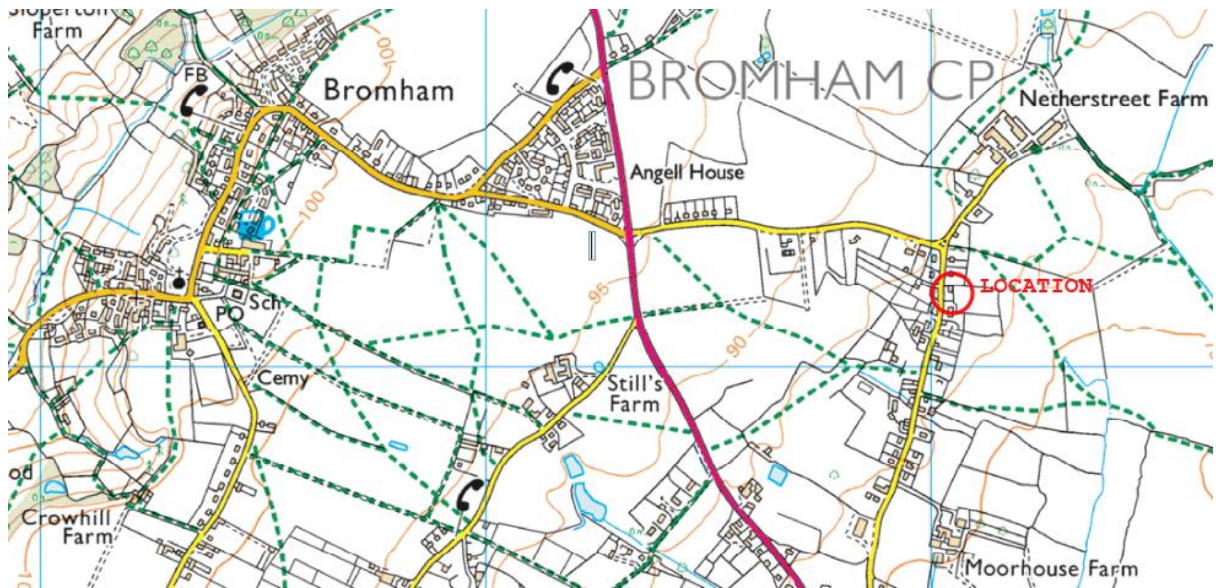 Sloperton
Farm
FB
Bromham
100
BROMHAM CP
Netherstreet Farm
Angell House
100
95
LOCATION
Sch
PO
90
Cemy
Still's
Farm
Crowhill
Farm
Moorhouse Farm